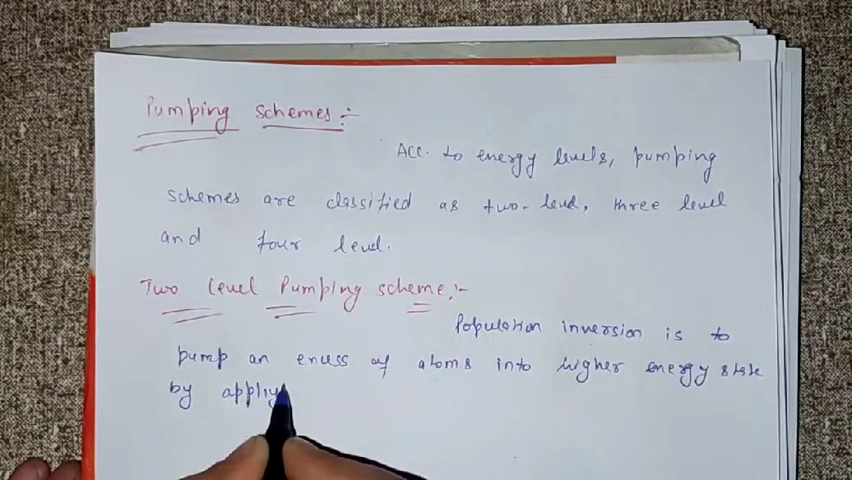 Pumping schemes:-
Acc. to energy levels, pumping
schemes are classified as two-level, three level
and four level.
Two level Pumping scheme:-
Population inversion is to
pump an excess of atoms into higher energy state
by appliy